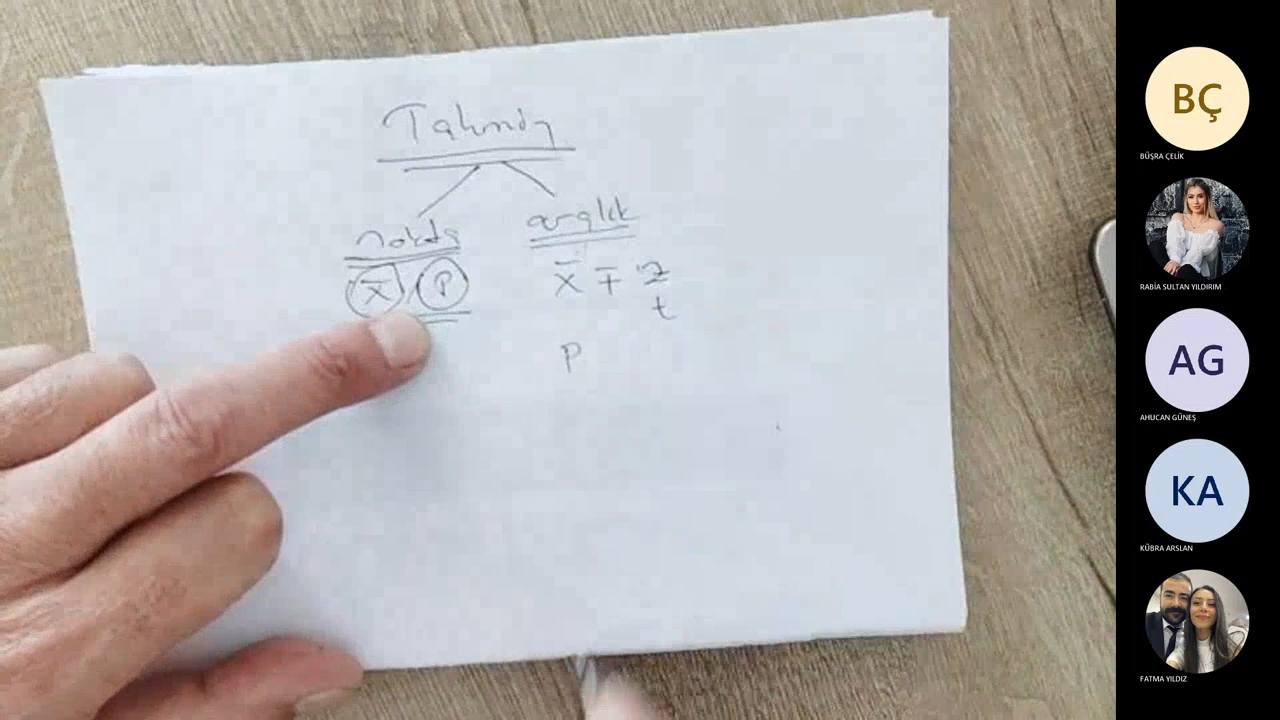 Tahmin
nokta aralık
x̄, p x̄ ∓ z
t
p
BÇ
BÜŞRA ÇELİK
RABİA SULTAN YILDIRIM
AG
AHUCAN GÜNEŞ
KA
KÜBRA ARSLAN
FATMA YILDIZ